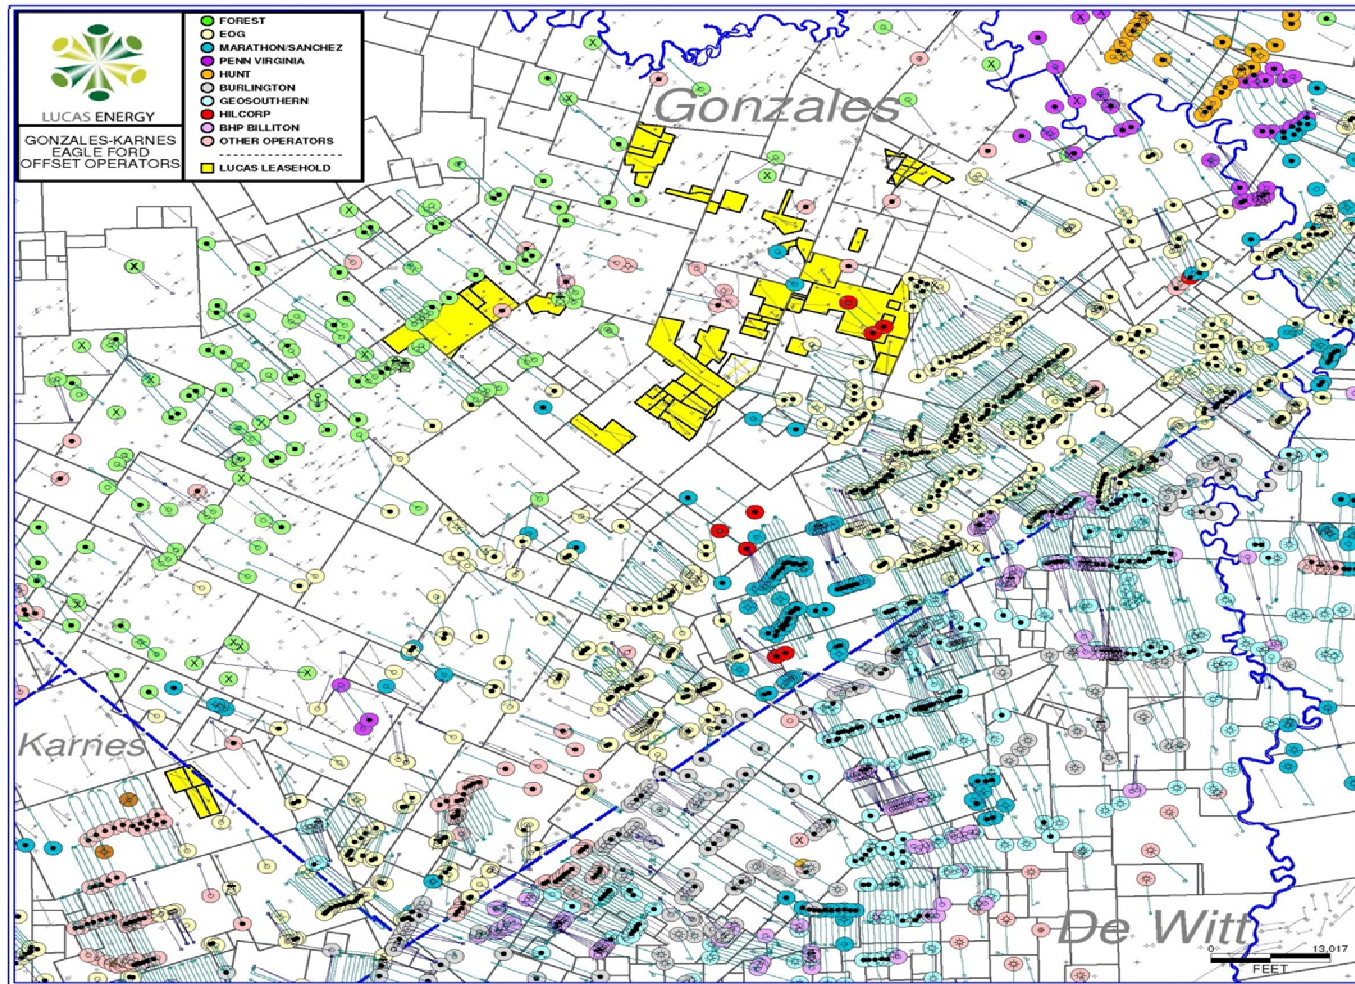 LUCAS ENERGY
GONZALES-KARNES
EAGLE FORD
OFFSET OPERATORS
FOREST
EOG
MARATHON/SANCHEZ
PENN VIRGINIA
HUNT
BURLINGTON
GEOSOUTHERN
HILCORP
BHP BILLITON
OTHER OPERATORS
LUCAS LEASEHOLD
Gonzales
Karnes
De Witt
0 13,017
FEET